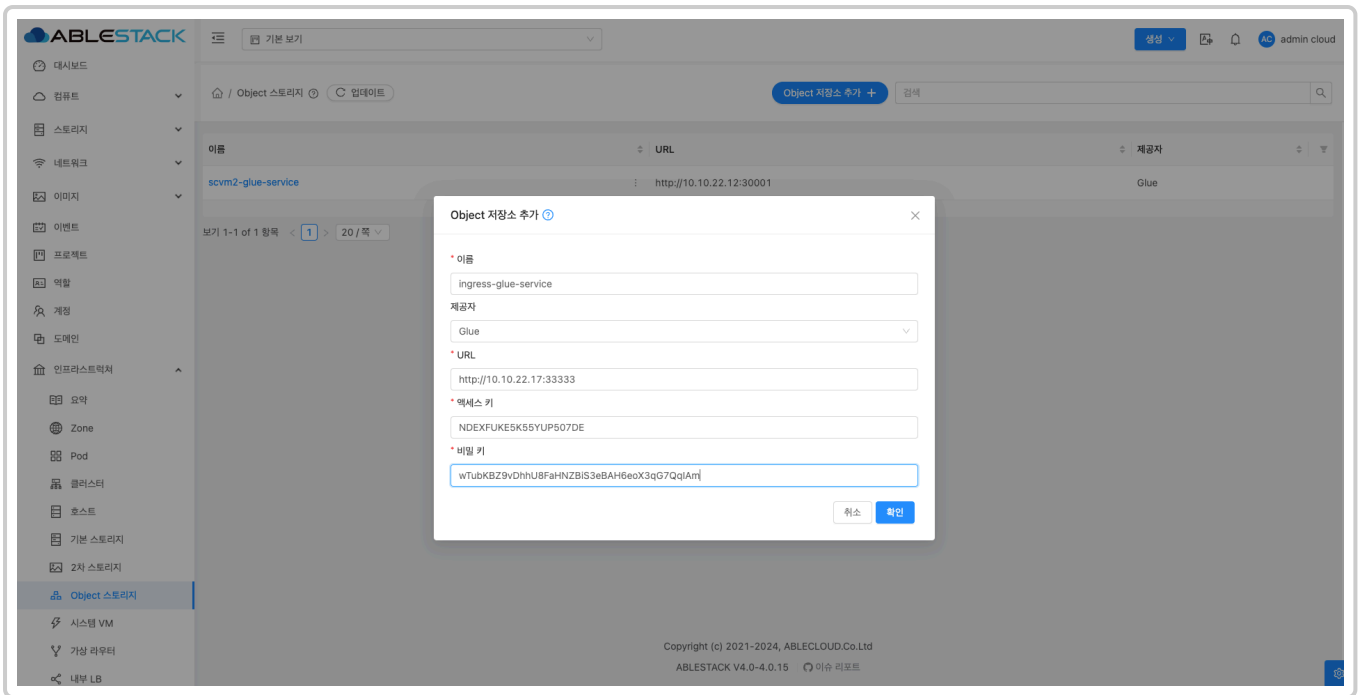 ABLESTACK
기본 보기
생성
AC admin cloud
대시보드
컴퓨트
스토리지
네트워크
이미지
이벤트
프로젝트
역할
계정
도메인
인프라스트럭쳐
요약
Zone
Pod
클러스터
호스트
기본 스토리지
2차 스토리지
Object 스토리지
시스템 VM
가상 라우터
내부 LB
/ Object 스토리지
업데이트
Object 저장소 추가 +
검색
이름 URL 제공자
scvm2-glue-service http://10.10.22.12:30001 Glue
보기 1-1 of 1 항목 < 1 > 20 / 쪽
Object 저장소 추가
* 이름
ingress-glue-service
제공자
Glue
* URL
http://10.10.22.17:33333
* 액세스 키
NDEXFUKE5K55YUP507DE
* 비밀 키
wTubKBZ9vDhhU8FaHNZBiS3eBAH6eoX3qG7QqlAm
취소 확인
Copyright (c) 2021-2024, ABLECLOUD.Co.Ltd
ABLESTACK V4.0-4.0.15 이슈 리포트